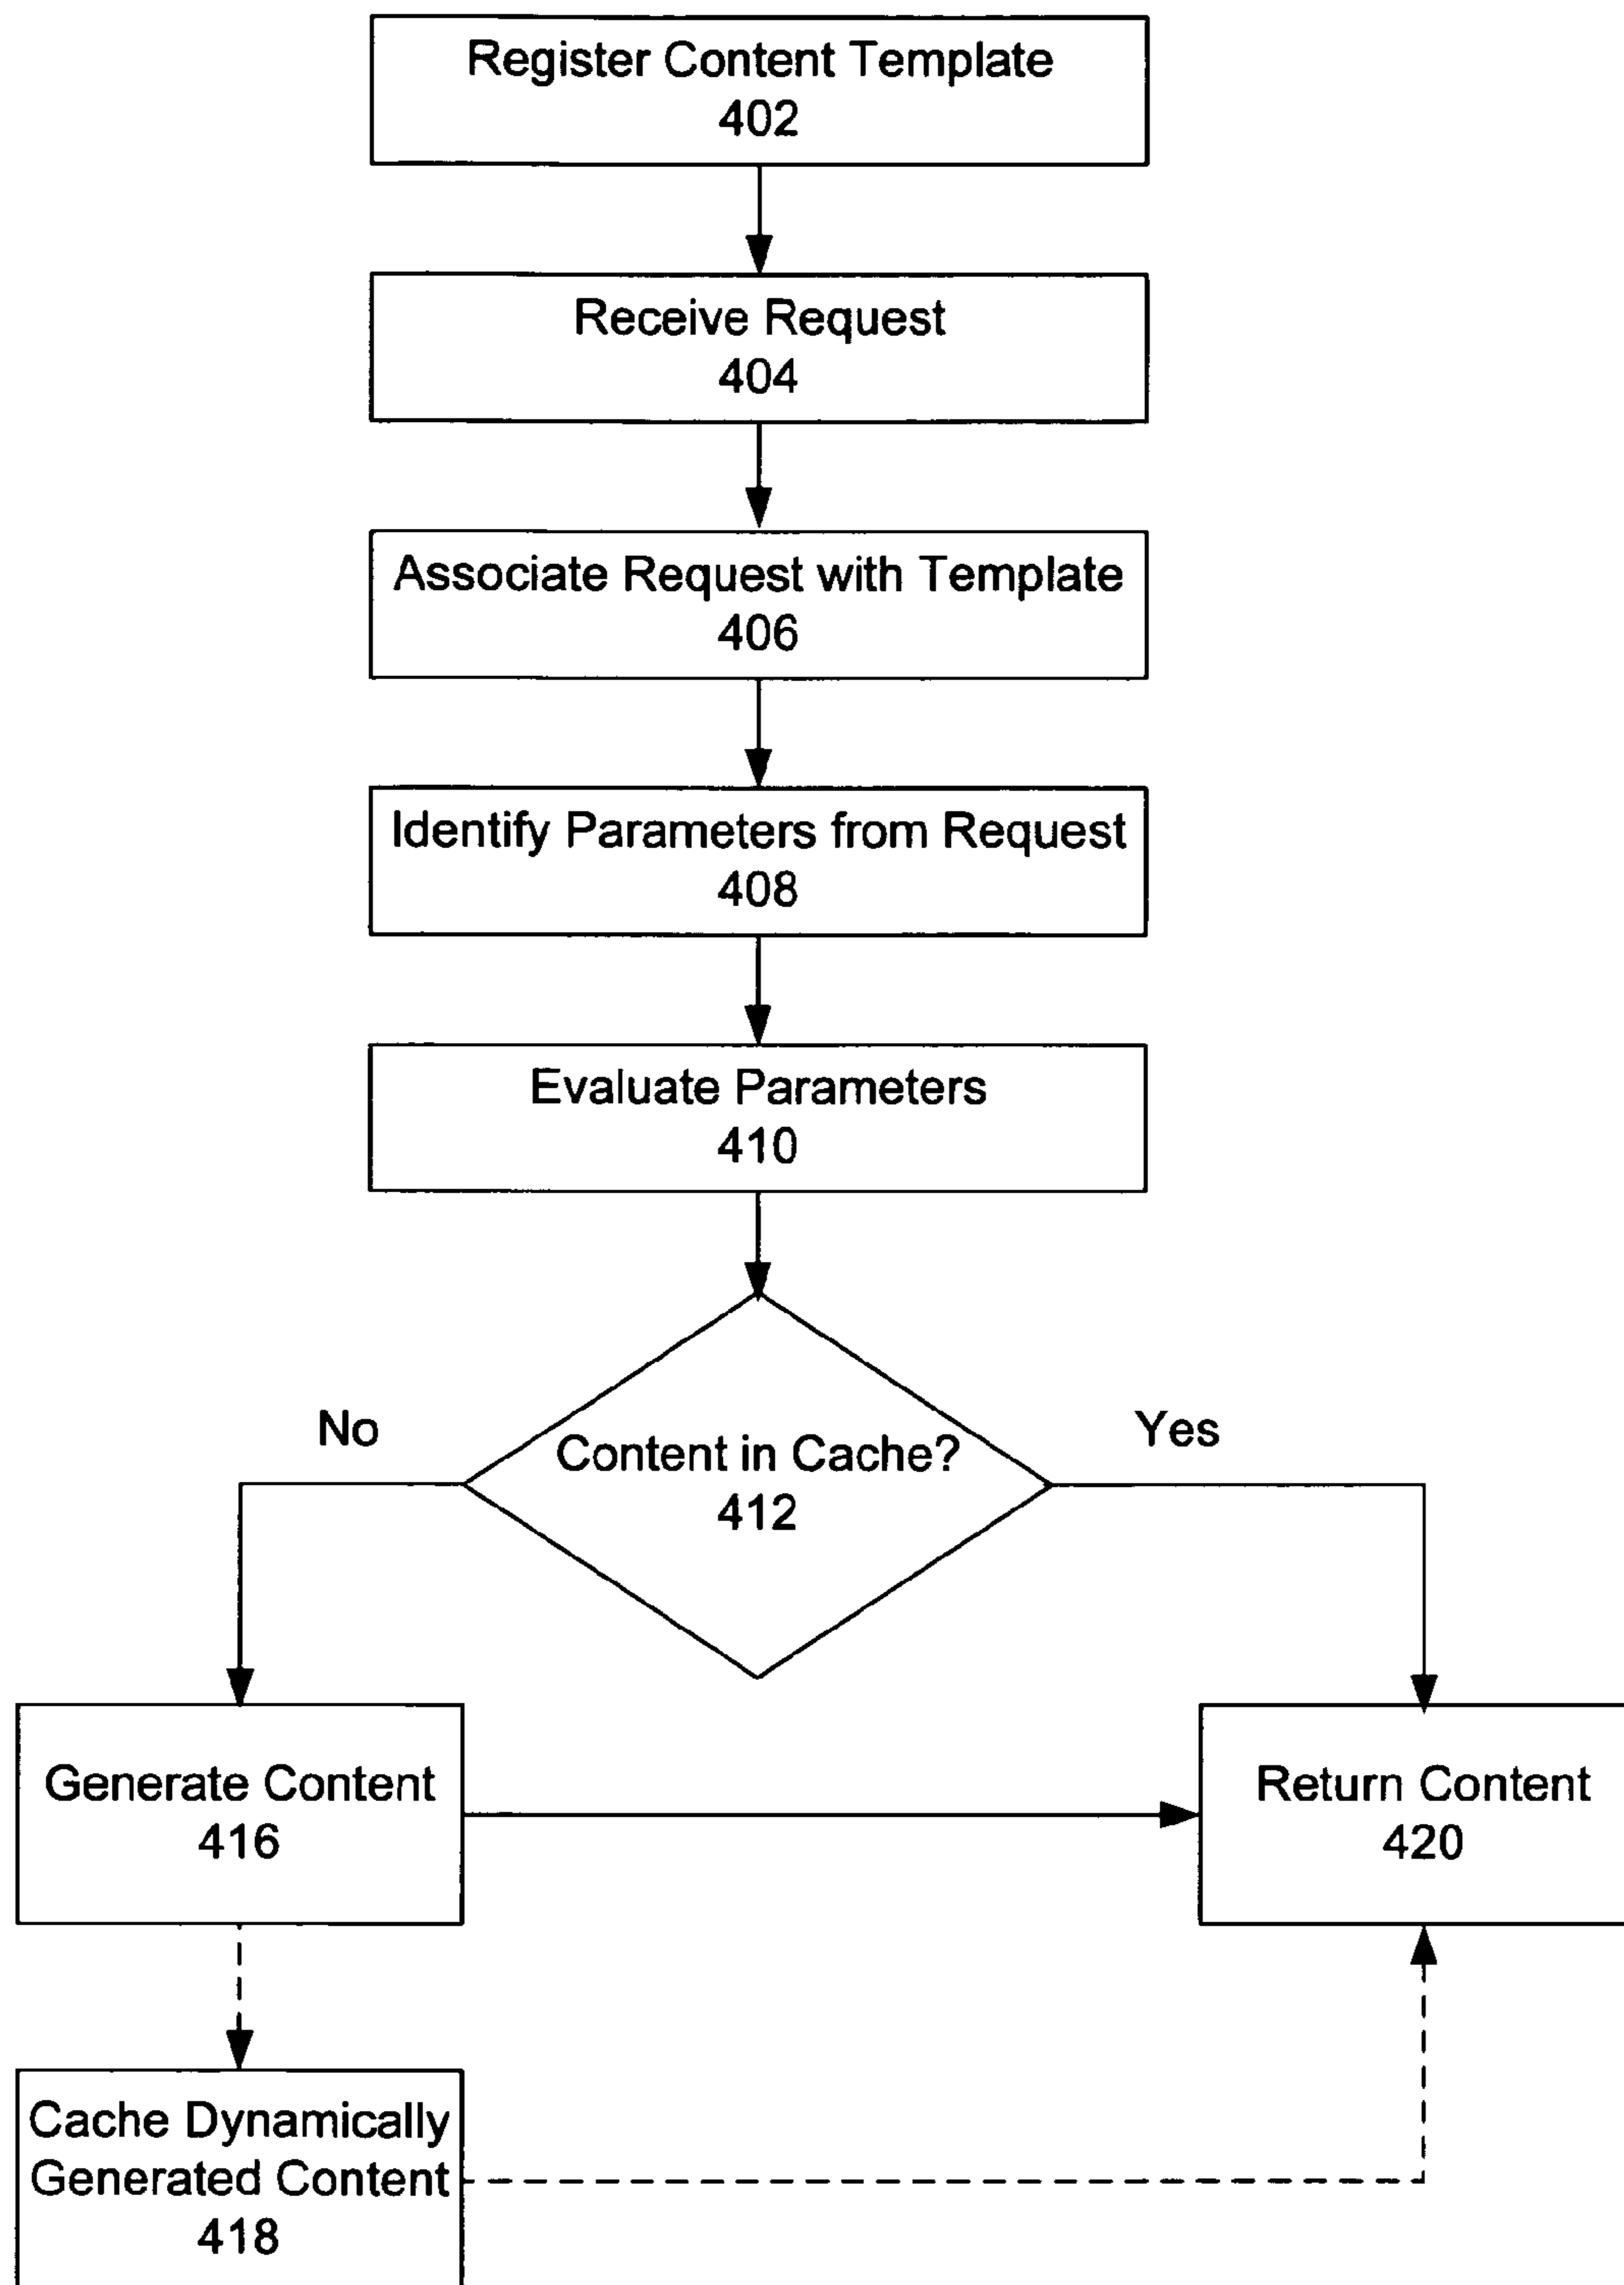 Register Content Template
402
Receive Request
404
Associate Request with Template
406
Identify Parameters from Request
408
Evaluate Parameters
410
No
Yes
Content in Cache?
412
Generate Content
416
Return Content
420
Cache Dynamically
Generated Content
418